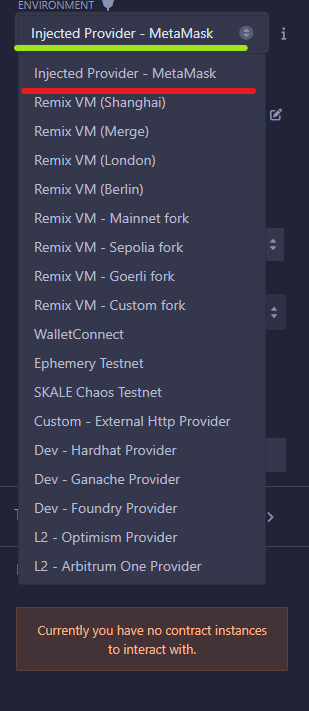 ENVIRONMENT
Injected Provider - MetaMask
Injected Provider - MetaMask
Remix VM (Shanghai)
Remix VM (Merge)
Remix VM (London)
Remix VM (Berlin)
Remix VM - Mainnet fork
Remix VM - Sepolia fork
Remix VM - Goerli fork
Remix VM - Custom fork
WalletConnect
Ephemery Testnet
SKALE Chaos Testnet
Custom - External Http Provider
Dev - Hardhat Provider
Dev - Ganache Provider
Dev - Foundry Provider
L2 - Optimism Provider
L2 - Arbitrum One Provider
Currently you have no contract instances
to interact with.